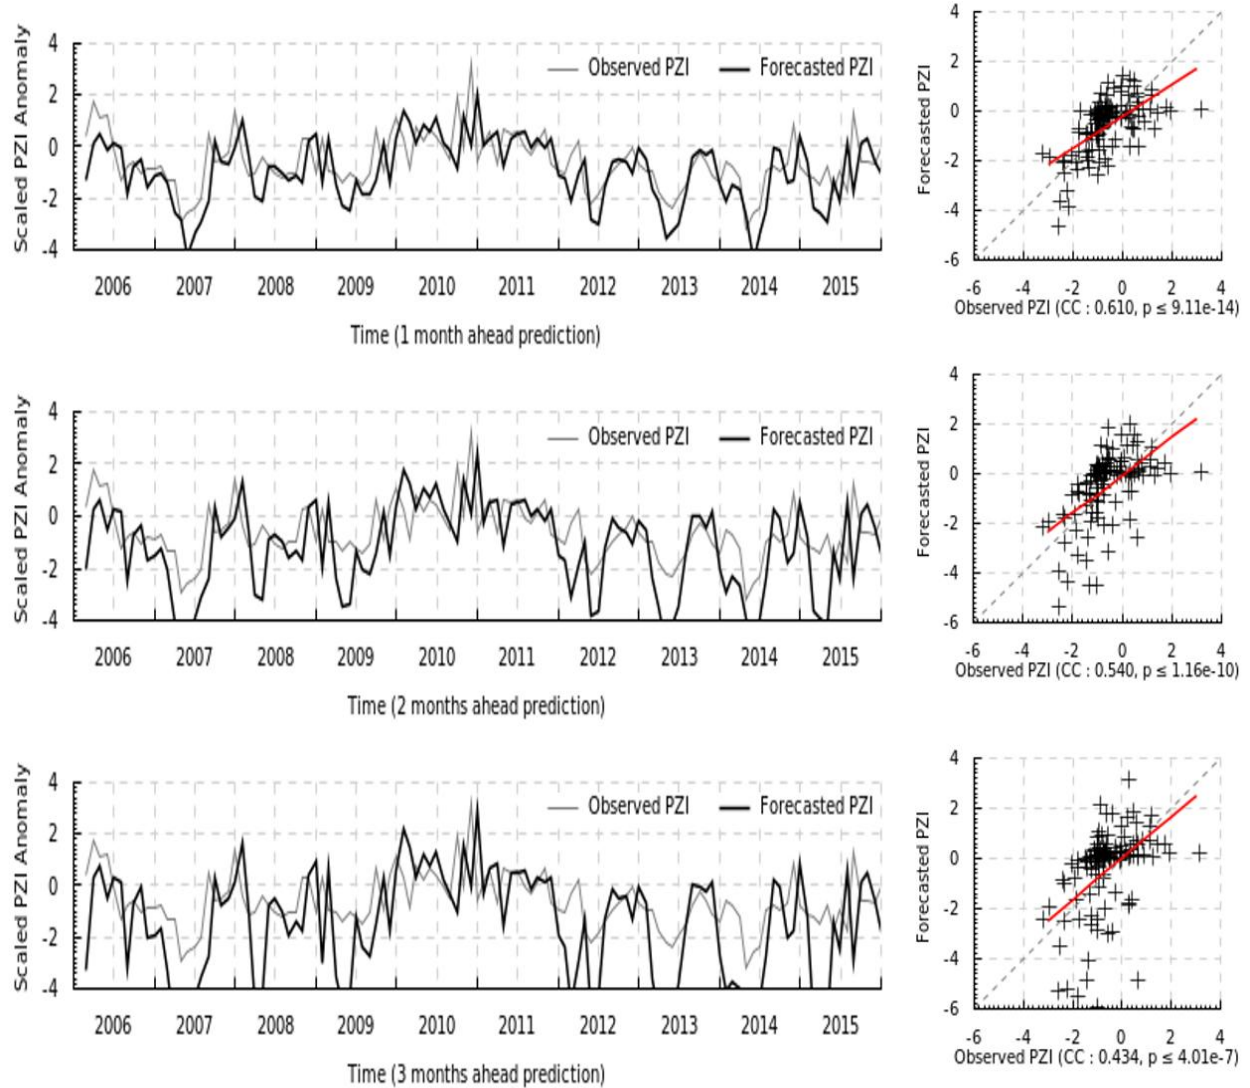 Scaled PZI Anomaly
4
2
0
-2
-4
Observed PZI
Forecasted PZI
2006 2007 2008 2009 2010 2011 2012 2013 2014 2015
Time (1 month ahead prediction)
Forecasted PZI
4
2
0
-2
-4
-6
-6 -4 -2 0 2 4
Observed PZI (CC : 0.610, p ≤ 9.11e-14)
Scaled PZI Anomaly
4
2
0
-2
-4
Observed PZI
Forecasted PZI
2006 2007 2008 2009 2010 2011 2012 2013 2014 2015
Time (2 months ahead prediction)
Forecasted PZI
4
2
0
-2
-4
-6
-6 -4 -2 0 2 4
Observed PZI (CC : 0.540, p ≤ 1.16e-10)
Scaled PZI Anomaly
4
2
0
-2
-4
Observed PZI
Forecasted PZI
2006 2007 2008 2009 2010 2011 2012 2013 2014 2015
Time (3 months ahead prediction)
Forecasted PZI
4
2
0
-2
-4
-6
-6 -4 -2 0 2 4
Observed PZI (CC : 0.434, p ≤ 4.01e-7)